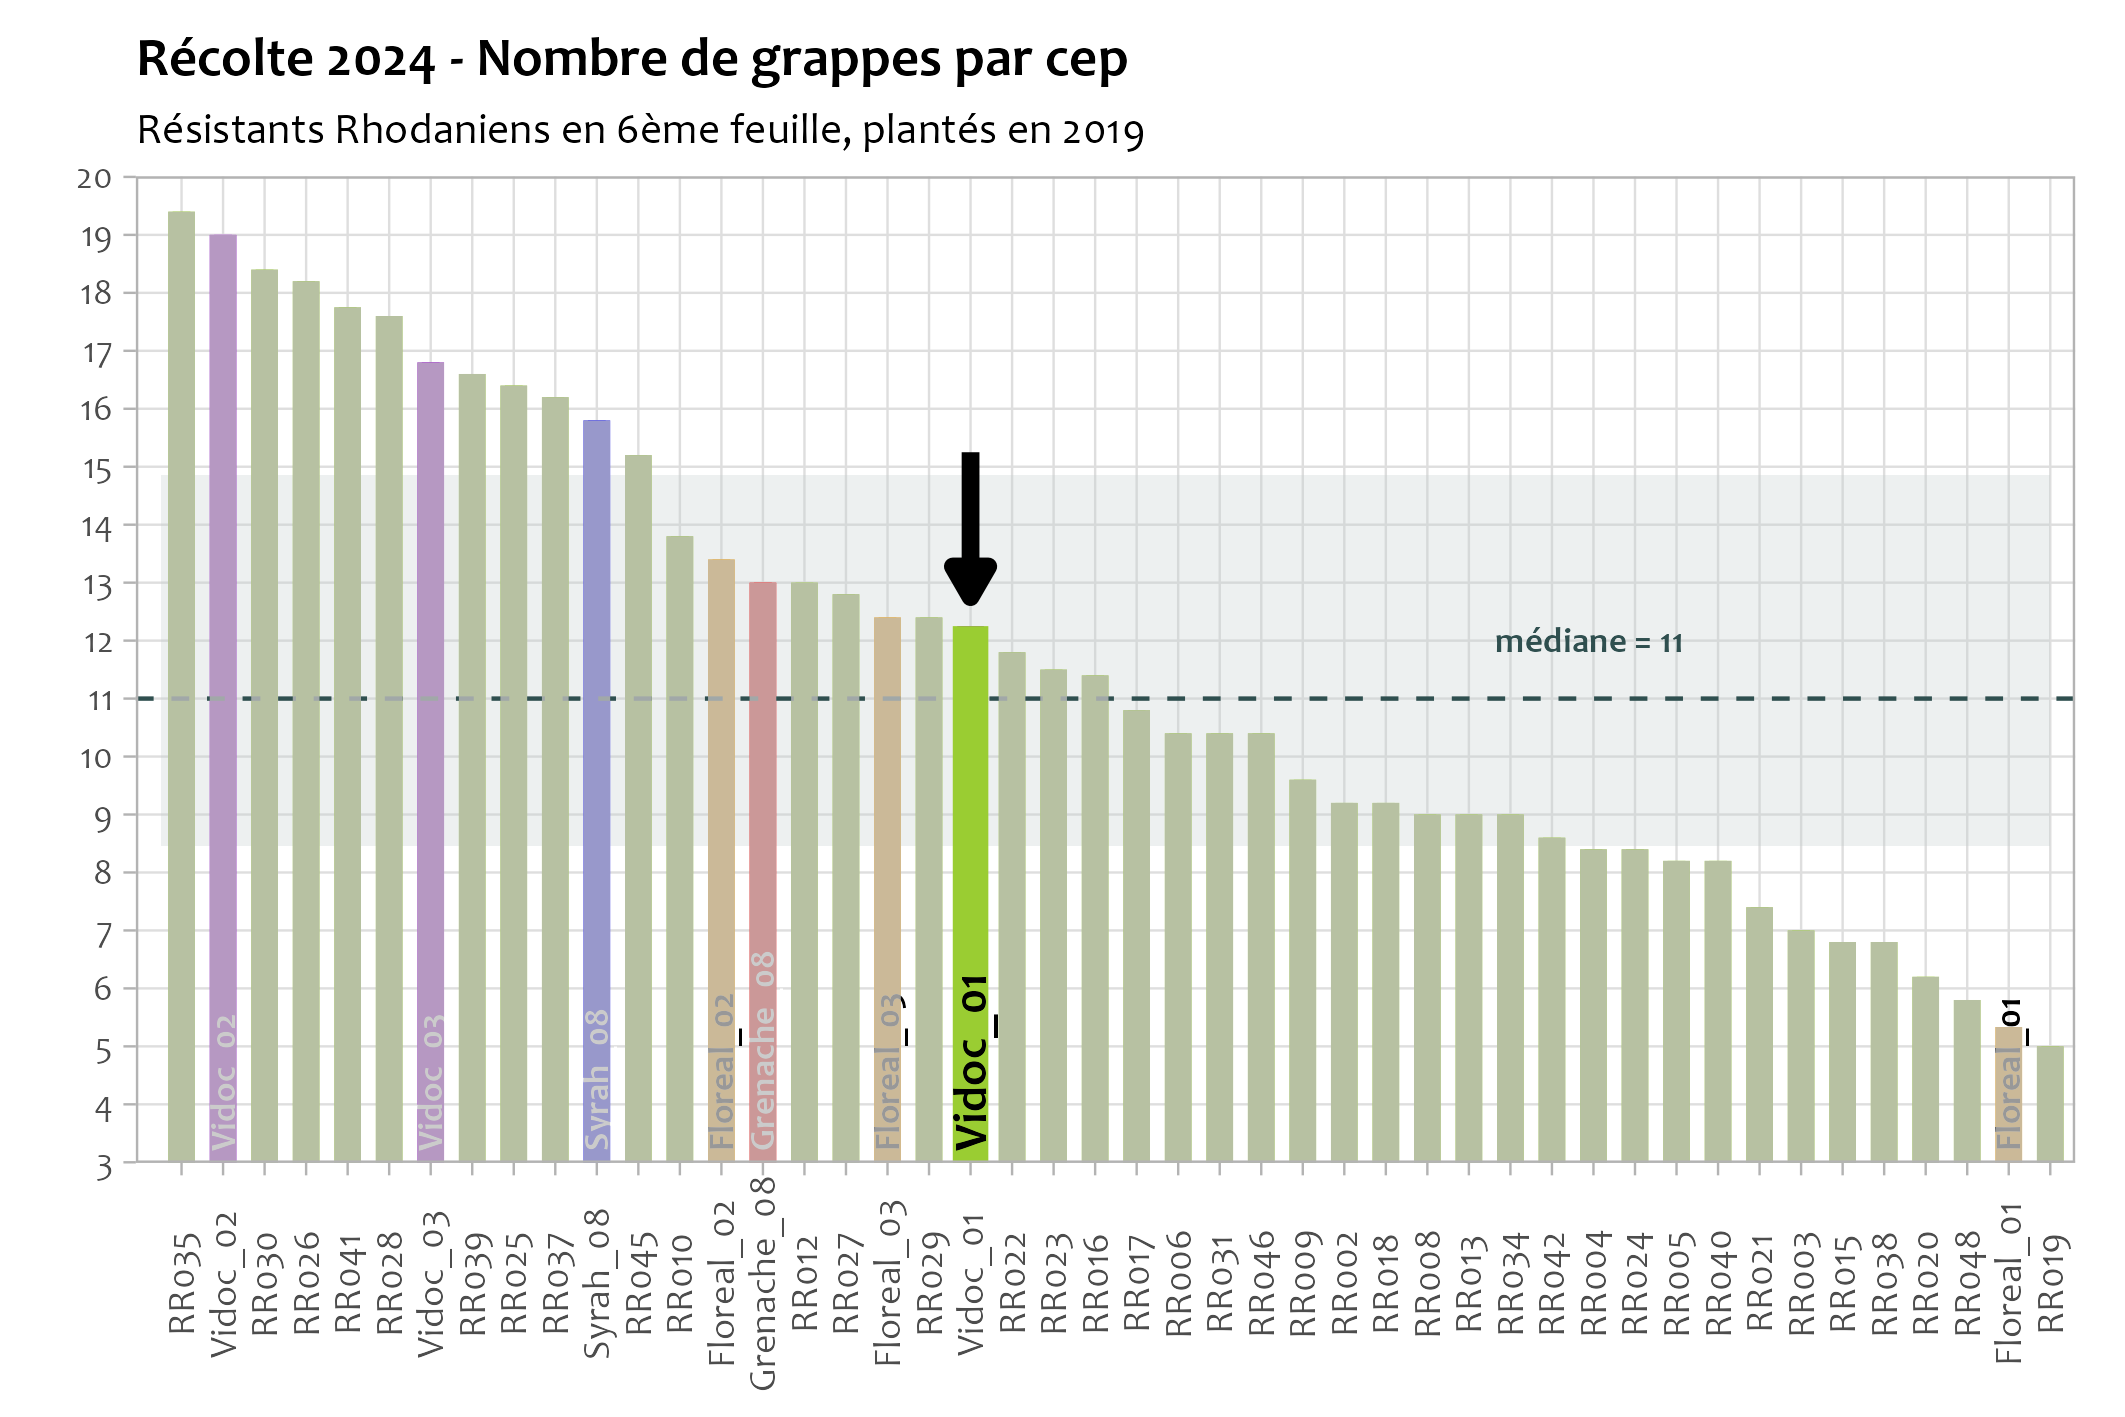 Récolte 2024 - Nombre de grappes par cep
Résistants Rhodaniens en 6ème feuille, plantés en 2019
20
19
18
17
16
15
14
13
12
11
10
9
8
7
6
5
4
3
médiane = 11
Vidoc_02
Vidoc_03
Syrah_08
Floreal_02
Grenache_08
Floreal_03
Vidoc_01
Floreal_01
RR035
Vidoc_02
RR030
RR026
RR041
RR028
Vidoc_03
RR039
RR025
RR037
Syrah_08
RR045
RR010
Floreal_02
Grenache_08
RR012
RR027
Floreal_03
RR029
Vidoc_01
RR022
RR023
RR016
RR017
RR006
RR031
RR046
RR009
RR002
RR018
RR008
RR013
RR034
RR042
RR004
RR024
RR005
RR040
RR021
RR003
RR015
RR038
RR020
RR048
Floreal_01
RR019